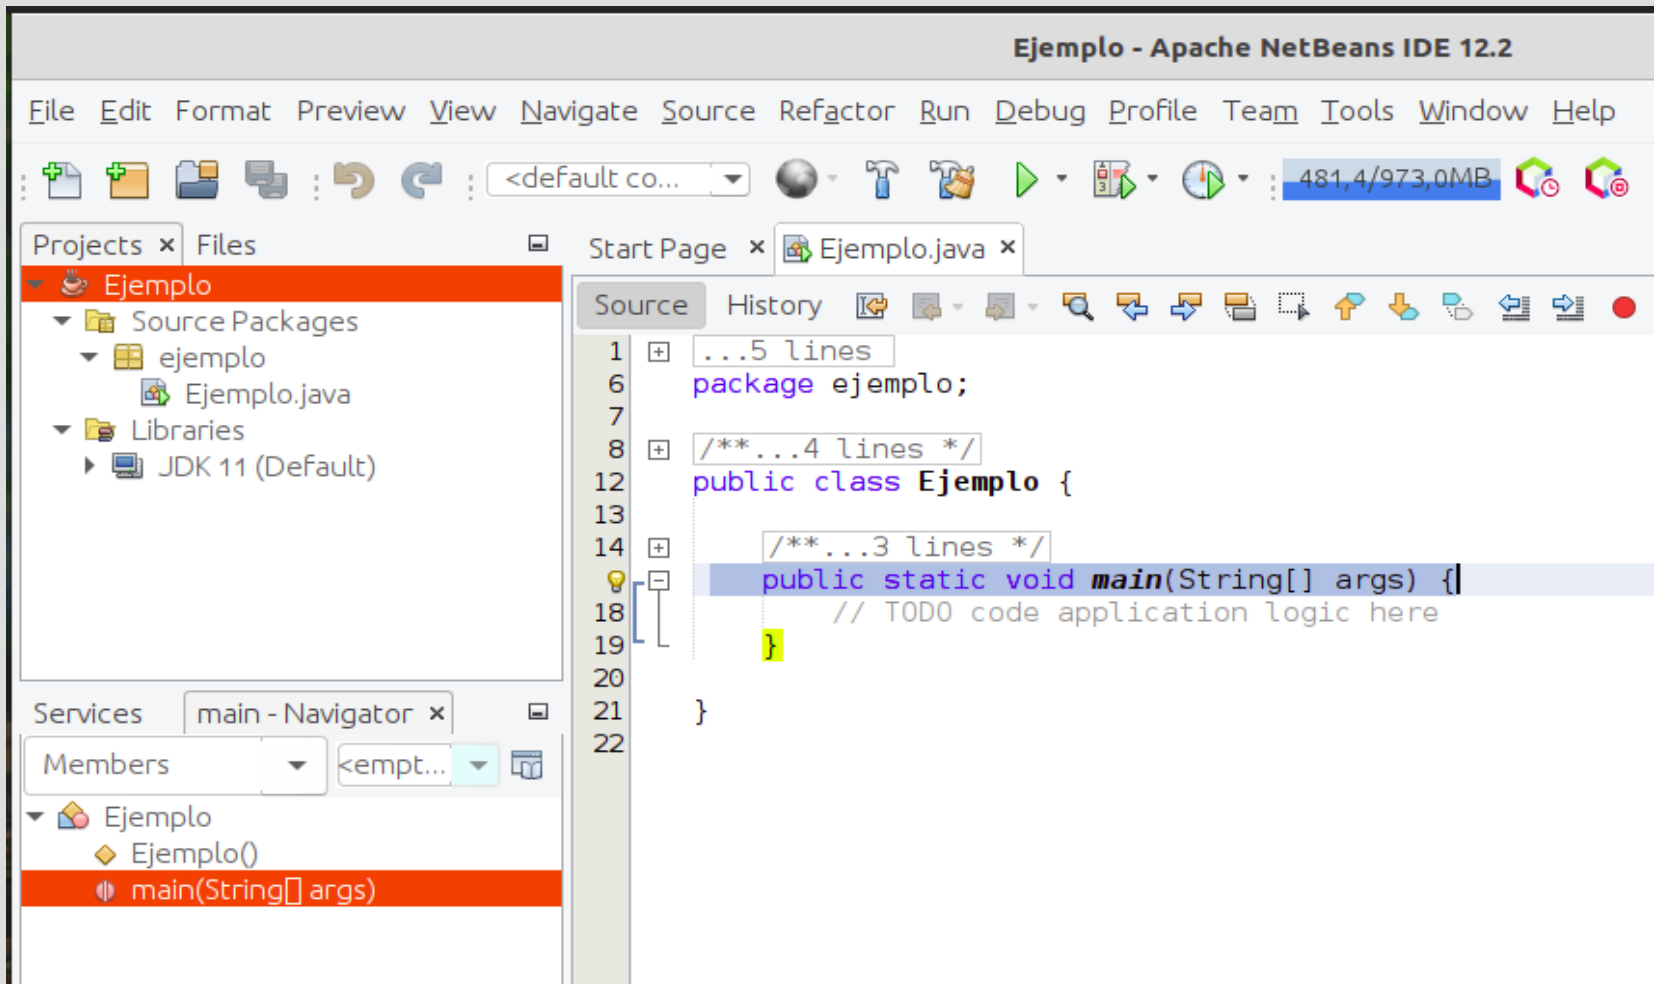 Ejemplo - Apache NetBeans IDE 12.2
File Edit Format Preview View Navigate Source Refactor Run Debug Profile Team Tools Window Help
<default co... 481,4/973,0MB
Projects Files
Ejemplo
Source Packages
ejemplo
Ejemplo.java
Libraries
JDK 11 (Default)
Services main - Navigator
Members <empt...
Ejemplo
Ejemplo()
main(String[] args)
Start Page Ejemplo.java
Source History
1 ...5 lines
6 package ejemplo;
7
8 /**...4 lines */
12 public class Ejemplo {
13
14 /**...3 lines */
public static void main(String[] args) {
18 // TODO code application logic here
19 }
20
21 }
22